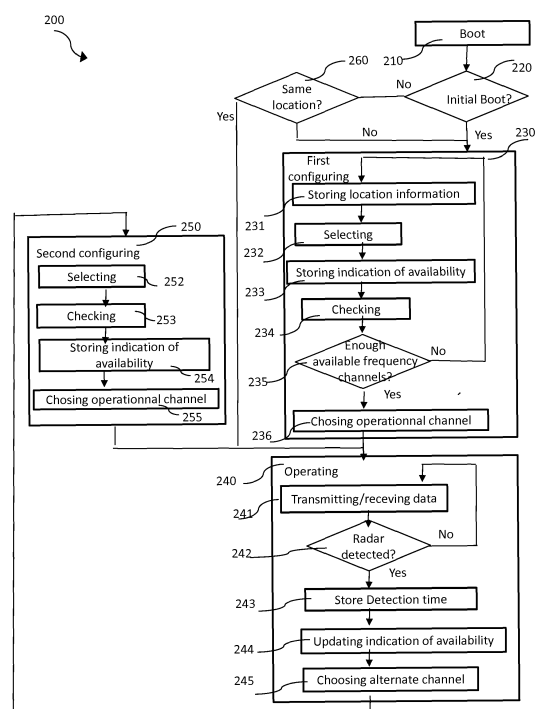 200
Boot
210
220
Initial Boot?
No
260
Same
location?
Yes
No
Yes
230
First
configuring
Storing location information
231
Selecting
232
Storing indication of availability
233
Checking
234
Enough
available frequency
channels?
No
235
Yes
Chosing operationnal channel
236
250
Second configuring
Selecting
252
Checking
253
Storing indication of
availability
254
Chosing operationnal channel
255
240
Operating
Transmitting/receving data
241
Radar
detected?
No
242
Yes
Store Detection time
243
Updating indication of availability
244
Choosing alternate channel
245